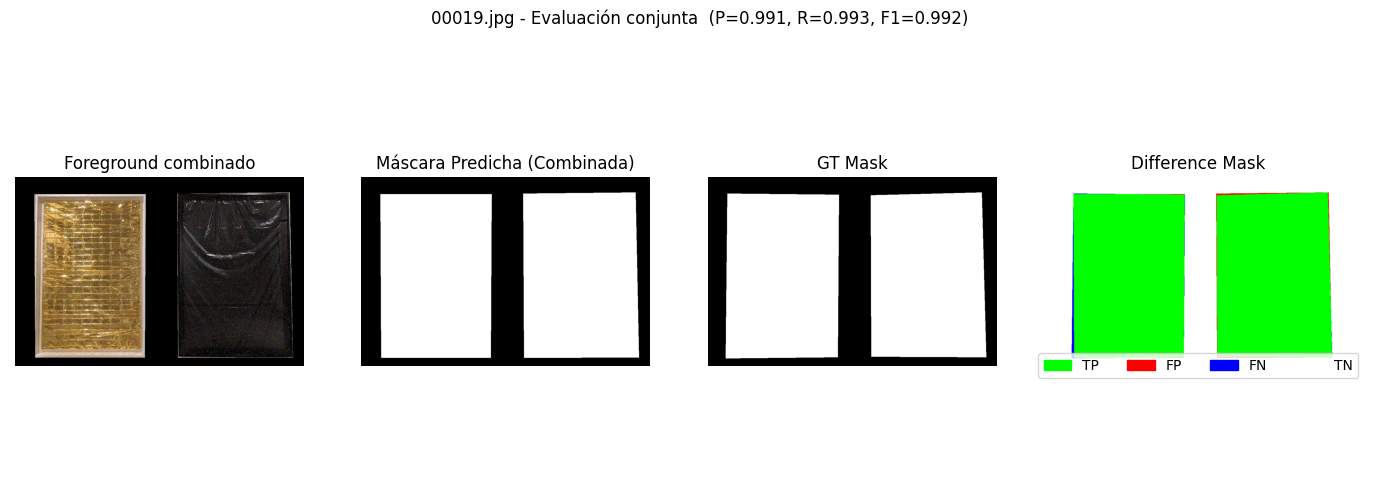 00019.jpg - Evaluación conjunta  (P=0.991, R=0.993, F1=0.992)
Foreground combinado
Máscara Predicha (Combinada)
GT Mask
Difference Mask
TP
FP
FN
TN